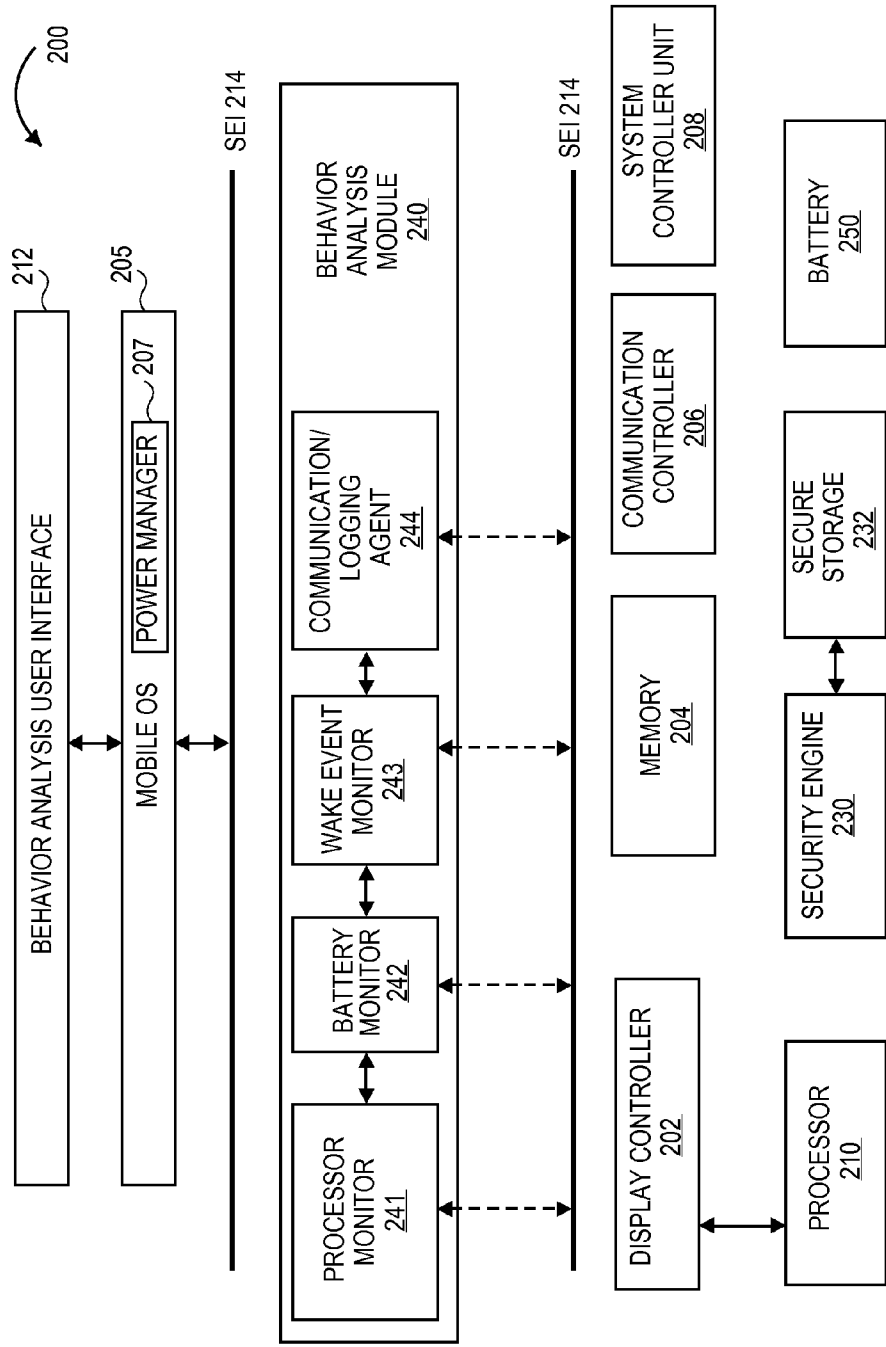 200
212
BEHAVIOR ANALYSIS USER INTERFACE
205
207
MOBILE OS
POWER MANAGER
SEI 214
PROCESSOR
MONITOR
241
BATTERY
MONITOR
242
WAKE EVENT
MONITOR
243
COMMUNICATION/
LOGGING
AGENT
244
BEHAVIOR
ANALYSIS
MODULE
240
SEI 214
DISPLAY CONTROLLER
202
MEMORY
204
COMMUNICATION
CONTROLLER
206
SYSTEM
CONTROLLER UNIT
208
PROCESSOR
210
SECURITY ENGINE
230
SECURE
STORAGE
232
BATTERY
250